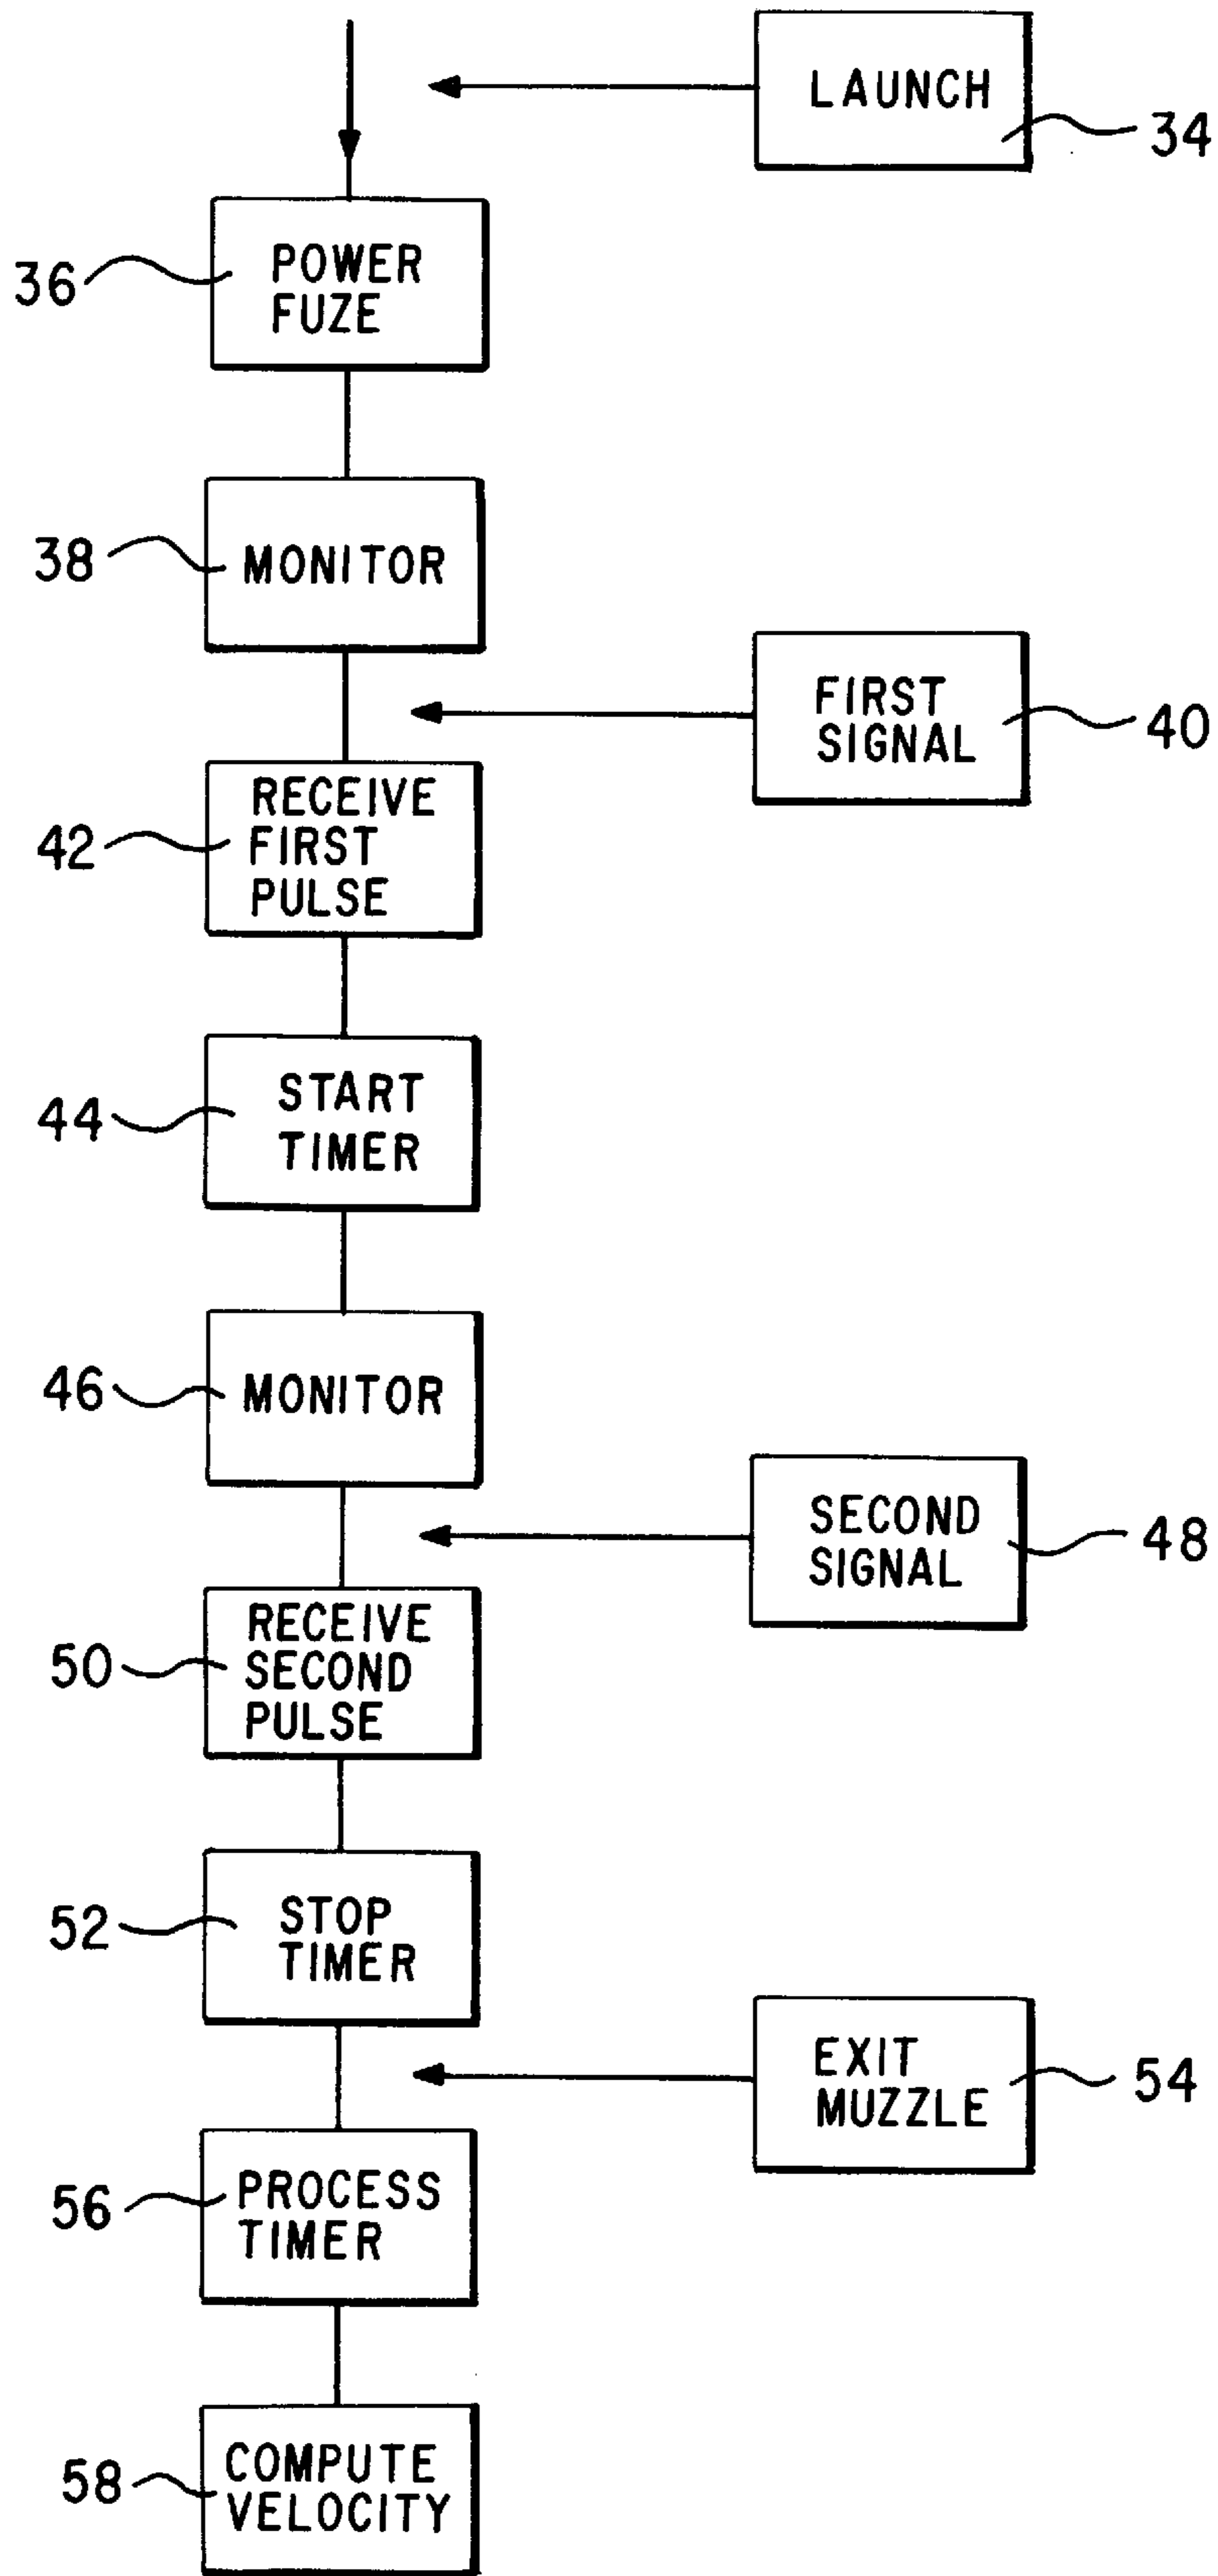 LAUNCH
34
POWER
FUZE
36
MONITOR
38
FIRST
SIGNAL
40
RECEIVE
FIRST
PULSE
42
START
TIMER
44
MONITOR
46
SECOND
SIGNAL
48
RECEIVE
SECOND
PULSE
50
STOP
TIMER
52
EXIT
MUZZLE
54
PROCESS
TIMER
56
COMPUTE
VELOCITY
58